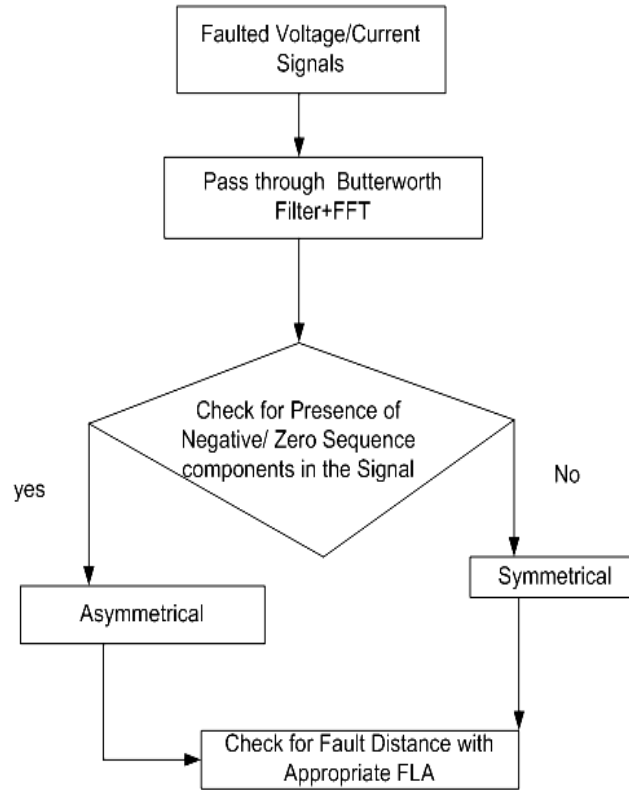 Faulted Voltage/Current
Signals
Pass through Butterworth
Filter+FFT
Check for Presence of
Negative/ Zero Sequence
components in the Signal
yes
No
Symmetrical
Asymmetrical
Check for Fault Distance with
Appropriate FLA